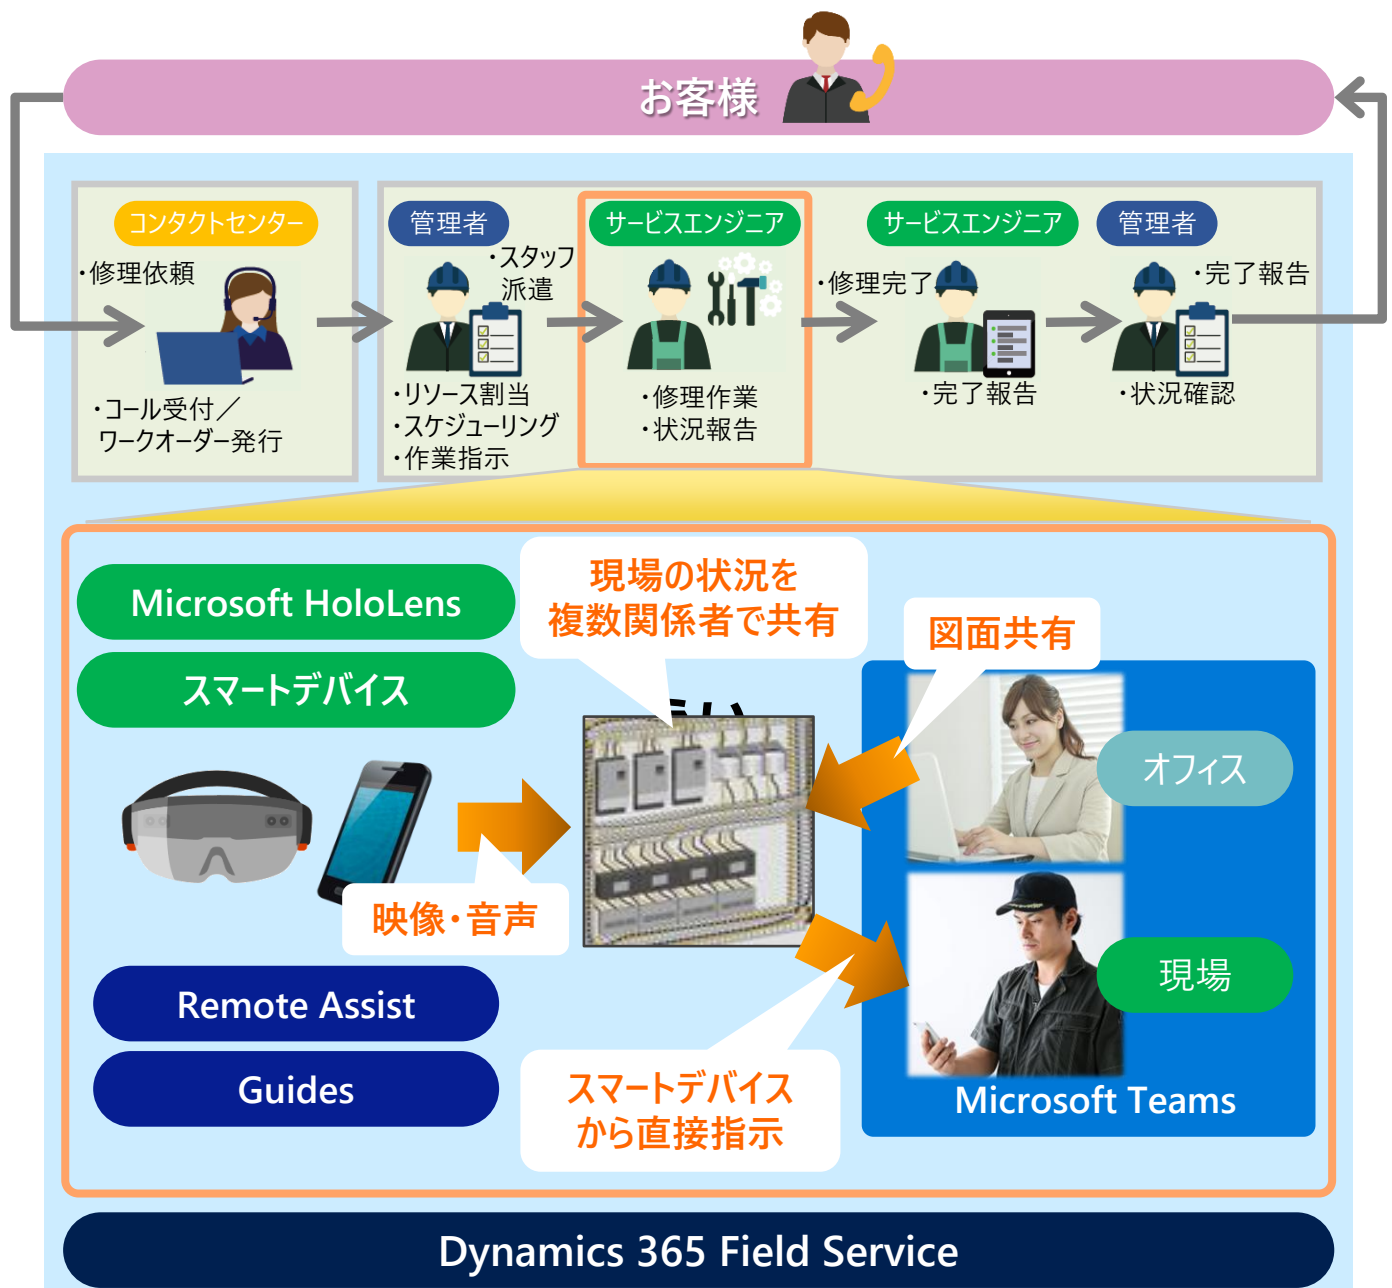 お客様
コンタクトセンター
・修理依頼
・コール受付／
ワークオーダー発行
管理者
・スタッフ
派遣
・リソース割当
・スケジューリング
・作業指示
サービスエンジニア
・修理作業
・状況報告
サービスエンジニア
・修理完了
・完了報告
管理者
・完了報告
・状況確認
Microsoft HoloLens
スマートデバイス
現場の状況を
複数関係者で共有
図面共有
オフィス
映像・音声
現場
Remote Assist
Guides
スマートデバイス
から直接指示
Microsoft Teams
Dynamics 365 Field Service